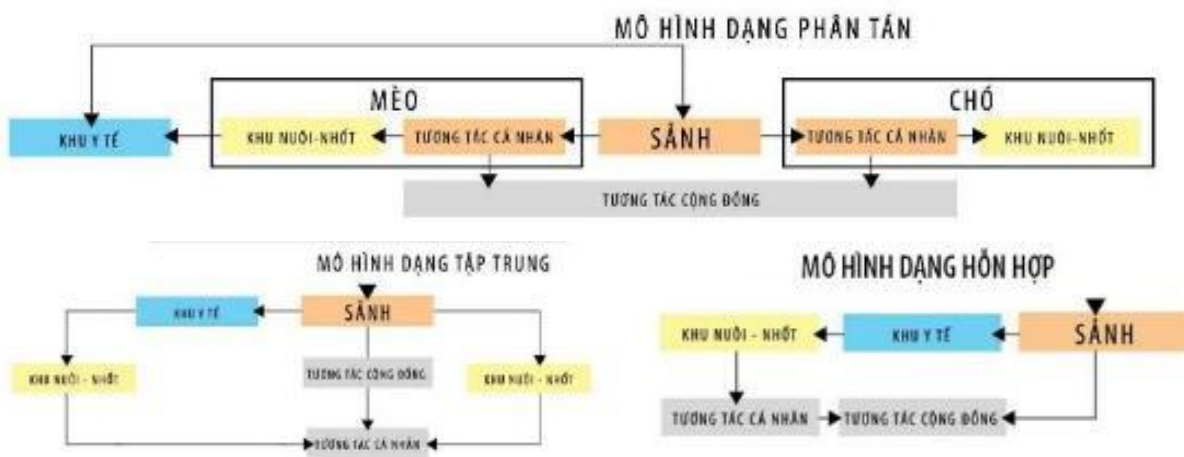 MÔ HÌNH DẠNG PHÂN TÁN
MÈO
CHÓ
KHU Y TẾ
KHU NUÔI-NHỐT
TƯƠNG TÁC CÁ NHÂN
SẢNH
TƯƠNG TÁC CÁ NHÂN
KHU NUÔI-NHỐT
TƯƠNG TÁC CỘNG ĐỒNG
MÔ HÌNH DẠNG TẬP TRUNG
KHU Y TẾ
SẢNH
KHU NUÔI - NHỐT
TƯƠNG TÁC CỘNG ĐỒNG
KHU NUÔI - NHỐT
TƯƠNG TÁC CÁ NHÂN
MÔ HÌNH DẠNG HỖN HỢP
KHU NUÔI - NHỐT
KHU Y TẾ
SẢNH
TƯƠNG TÁC CÁ NHÂN
TƯƠNG TÁC CỘNG ĐỒNG